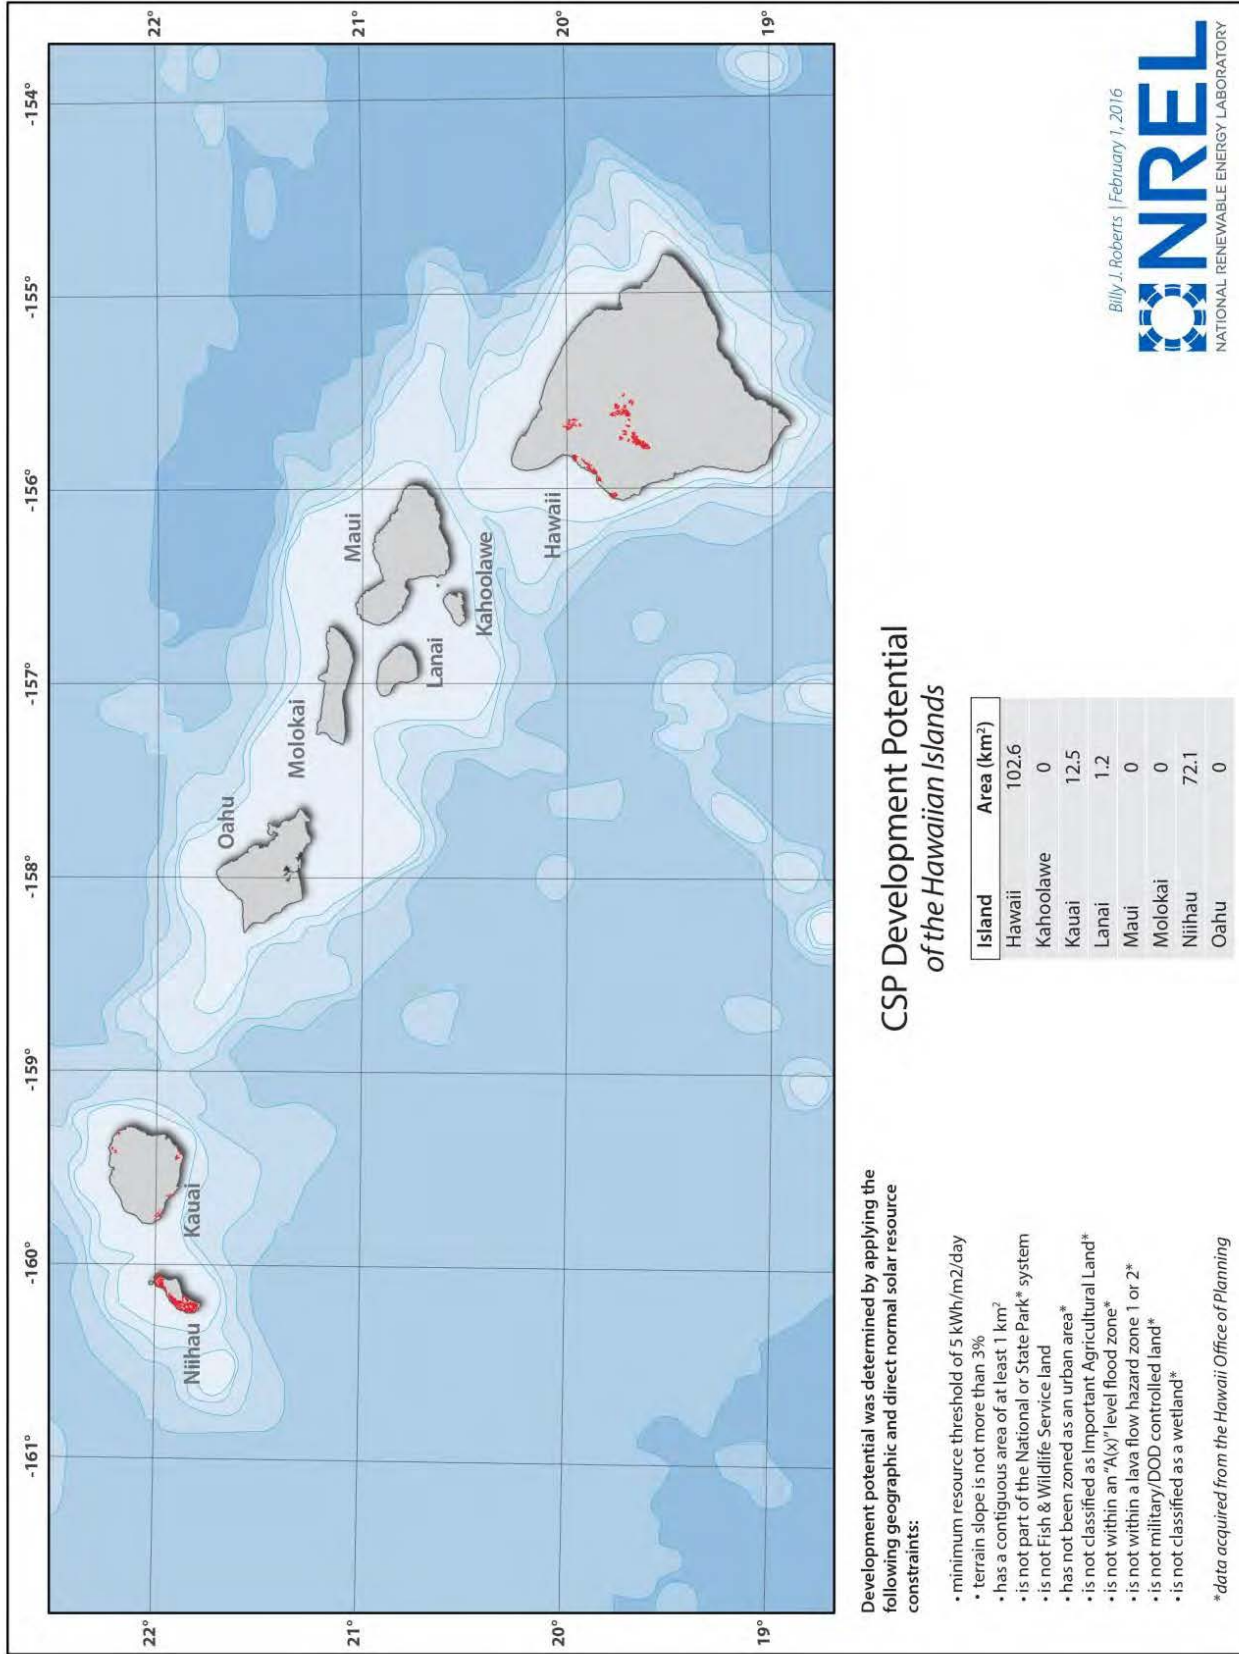 -161°
-160°
-159°
-158°
-157°
-156°
-155°
-154°
22°
22°
21°
21°
20°
20°
19°
19°
Niihau
Kauai
Oahu
Molokai
Lanai
Maui
Kahoolawe
Hawaii
Development potential was determined by applying the
following geographic and direct normal solar resource
constraints:
• minimum resource threshold of 5 kWh/m2/day
• terrain slope is not more than 3%
• has a contiguous area of at least 1 km²
• is not part of the National or State Park* system
• is not Fish & Wildlife Service land
• has not been zoned as an urban area*
• is not classified as Important Agricultural Land*
• is not within an "A(x)" level flood zone*
• is not within a lava flow hazard zone 1 or 2*
• is not military/DOD controlled land*
• is not classified as a wetland*
*data acquired from the Hawaii Office of Planning
CSP Development Potential
of the Hawaiian Islands
Island Area (km²)
Hawaii 102.6
Kahoolawe 0
Kauai 12.5
Lanai 1.2
Maui 0
Molokai 0
Niihau 72.1
Oahu 0
Billy J. Roberts | February 1, 2016
NREL
NATIONAL RENEWABLE ENERGY LABORATORY